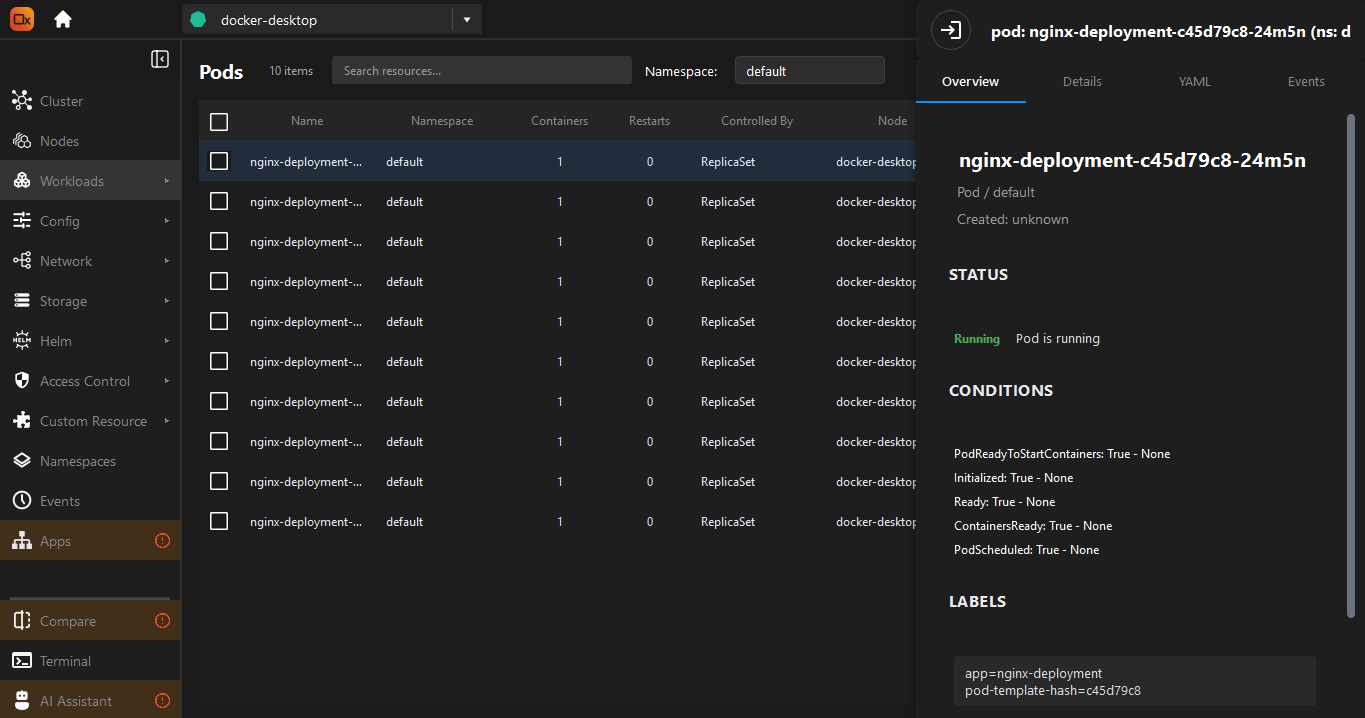 Ox
docker-desktop
pod: nginx-deployment-c45d79c8-24m5n (ns: d
Pods
10 items
Search resources...
Namespace:
default
Overview
Details
YAML
Events
Cluster
Nodes
Workloads
Config
Network
Storage
HELM
Helm
Access Control
Custom Resource
Namespaces
Events
Apps
Compare
Terminal
AI Assistant
Name Namespace Containers Restarts Controlled By Node
nginx-deployment-... default 1 0 ReplicaSet docker-desktop
nginx-deployment-... default 1 0 ReplicaSet docker-desktop
nginx-deployment-... default 1 0 ReplicaSet docker-desktop
nginx-deployment-... default 1 0 ReplicaSet docker-desktop
nginx-deployment-... default 1 0 ReplicaSet docker-desktop
nginx-deployment-... default 1 0 ReplicaSet docker-desktop
nginx-deployment-... default 1 0 ReplicaSet docker-desktop
nginx-deployment-... default 1 0 ReplicaSet docker-desktop
nginx-deployment-... default 1 0 ReplicaSet docker-desktop
nginx-deployment-... default 1 0 ReplicaSet docker-desktop
nginx-deployment-c45d79c8-24m5n
Pod / default
Created: unknown
STATUS
Running Pod is running
CONDITIONS
PodReadyToStartContainers: True - None
Initialized: True - None
Ready: True - None
ContainersReady: True - None
PodScheduled: True - None
LABELS
app=nginx-deployment
pod-template-hash=c45d79c8